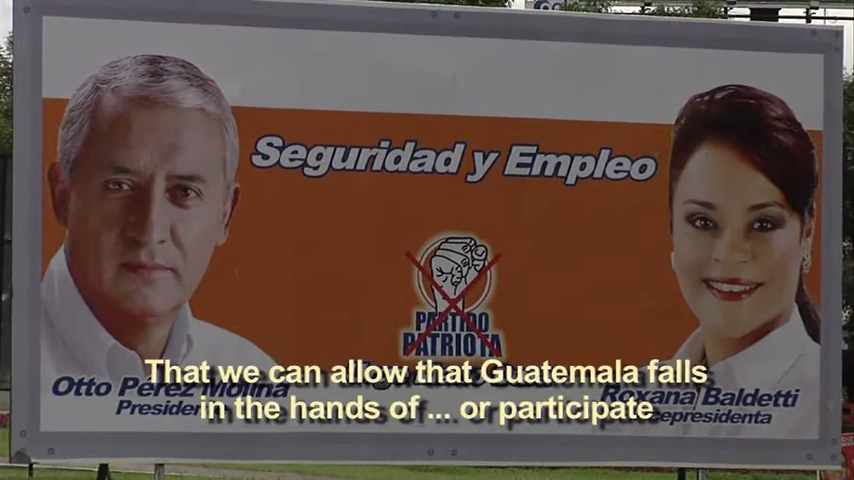 Seguridad y Empleo
PARTIDO
PATRIOTA
Otto Pérez Molina
Roxana Baldetti
That we can allow that Guatemala falls
in the hands of ... or participate